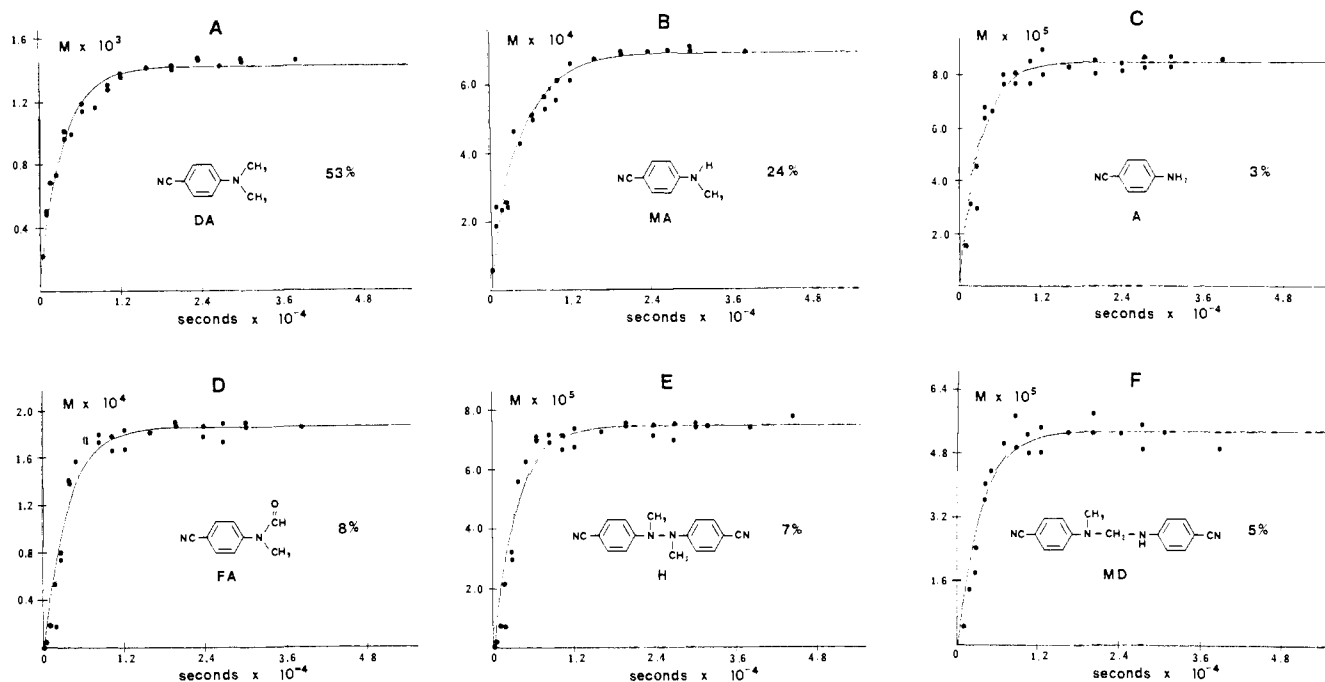 A
M x 10³
1.6
1.2
0.8
0.4
NC
N
CH₃
CH₃
DA
53%
0
1.2
2.4
3.6
4.8
seconds x 10⁻⁴
B
M x 10⁴
6.0
4.0
2.0
NC
N
H
CH₃
MA
24%
0
1.2
2.4
3.6
4.8
seconds x 10⁻⁴
C
M x 10⁵
8.0
6.0
4.0
2.0
NC
NH₂
A
3%
0
1.2
2.4
3.6
4.8
seconds x 10⁻⁴
D
M x 10⁴
2.0
1.6
1.2
0.8
0.4
O
CH
NC
N
CH₃
FA
8%
0
1.2
2.4
3.6
4.8
seconds x 10⁻⁴
E
M x 10⁵
8.0
6.0
4.0
2.0
CH₃
NC
N
N
CN
CH₃
H
7%
0
1.2
2.4
3.6
4.8
seconds x 10⁻⁴
F
M x 10⁵
6.4
4.8
3.2
1.6
CH₃
NC
N
CH₂
NH
CN
MD
5%
0
1.2
2.4
3.6
4.8
seconds x 10⁻⁴